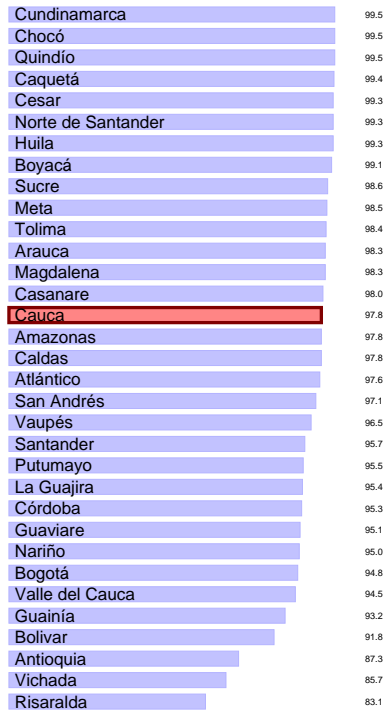 Cundinamarca 99.5
Chocó 99.5
Quindío 99.5
Caquetá 99.4
Cesar 99.3
Norte de Santander 99.3
Huila 99.3
Boyacá 99.1
Sucre 98.6
Meta 98.5
Tolima 98.4
Arauca 98.3
Magdalena 98.3
Casanare 98.0
Cauca 97.8
Amazonas 97.8
Caldas 97.8
Atlántico 97.6
San Andrés 97.1
Vaupés 96.5
Santander 95.7
Putumayo 95.5
La Guajira 95.4
Córdoba 95.3
Guaviare 95.1
Nariño 95.0
Bogotá 94.8
Valle del Cauca 94.5
Guainía 93.2
Bolivar 91.8
Antioquia 87.3
Vichada 85.7
Risaralda 83.1